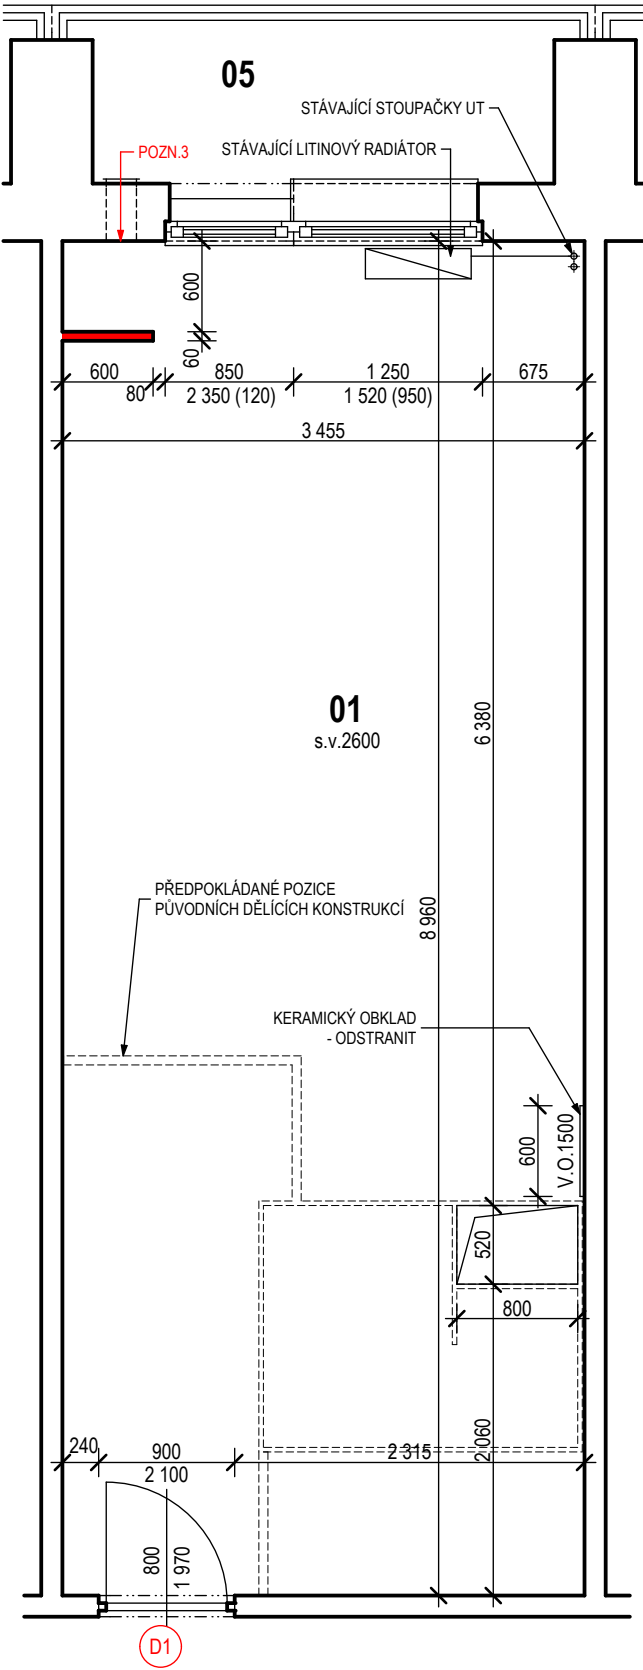 05
STÁVAJÍCÍ STOUPAČKY UT
POZN.3
STÁVAJÍCÍ LITINOVÝ RADIÁTOR
600
60
600
850
1 250
675
80
2 350 (120)
1 520 (950)
3 455
01
s.v.2600
6 380
8 960
PŘEDPOKLÁDANÉ POZICE
PŮVODNÍCH DĚLÍCÍCH KONSTRUKCÍ
KERAMICKÝ OBKLAD
- ODSTRANIT
600
V.O.1500
520
800
2 060
240
900
2 315
2 100
800
1 970
D1